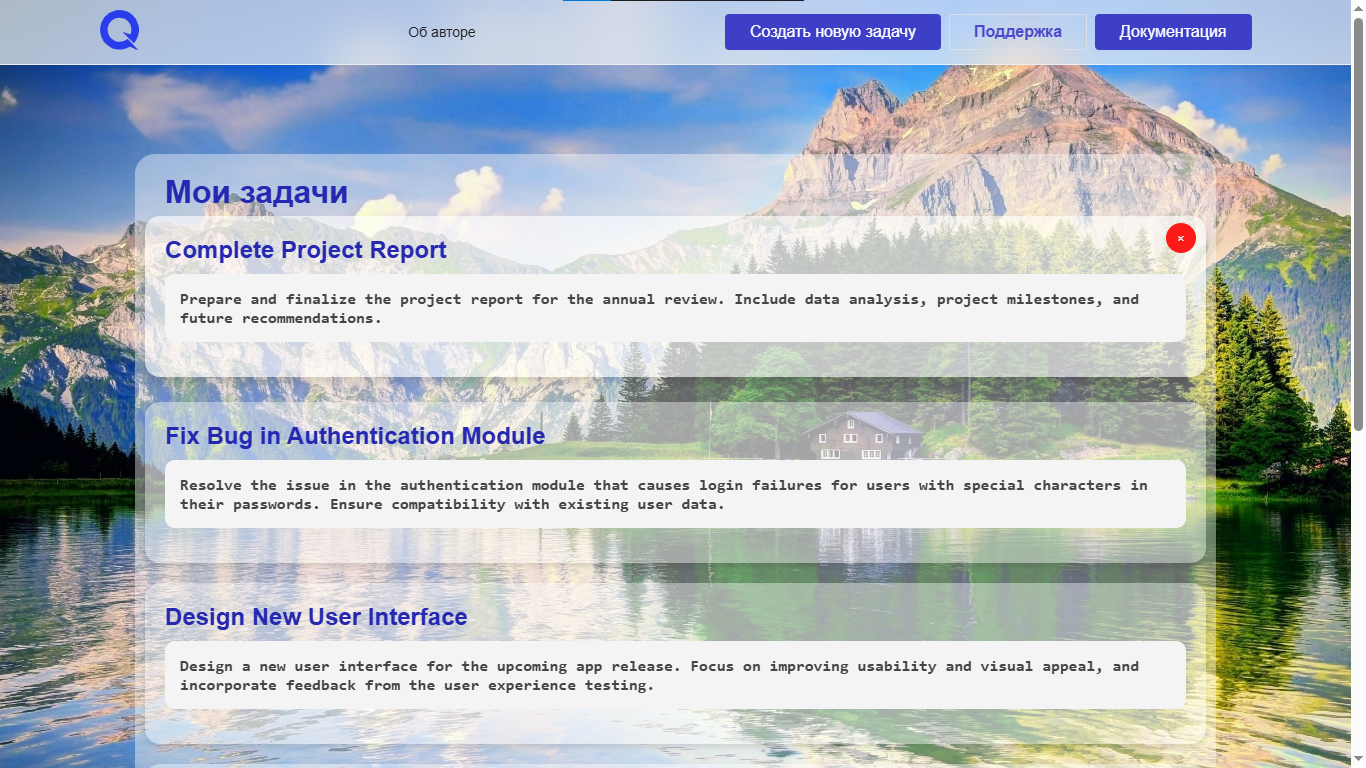 Об авторе
Создать новую задачу
Поддержка
Документация
Мои задачи
Complete Project Report
×
Prepare and finalize the project report for the annual review. Include data analysis, project milestones, and
future recommendations.
Fix Bug in Authentication Module
Resolve the issue in the authentication module that causes login failures for users with special characters in
their passwords. Ensure compatibility with existing user data.
Design New User Interface
Design a new user interface for the upcoming app release. Focus on improving usability and visual appeal, and
incorporate feedback from the user experience testing.